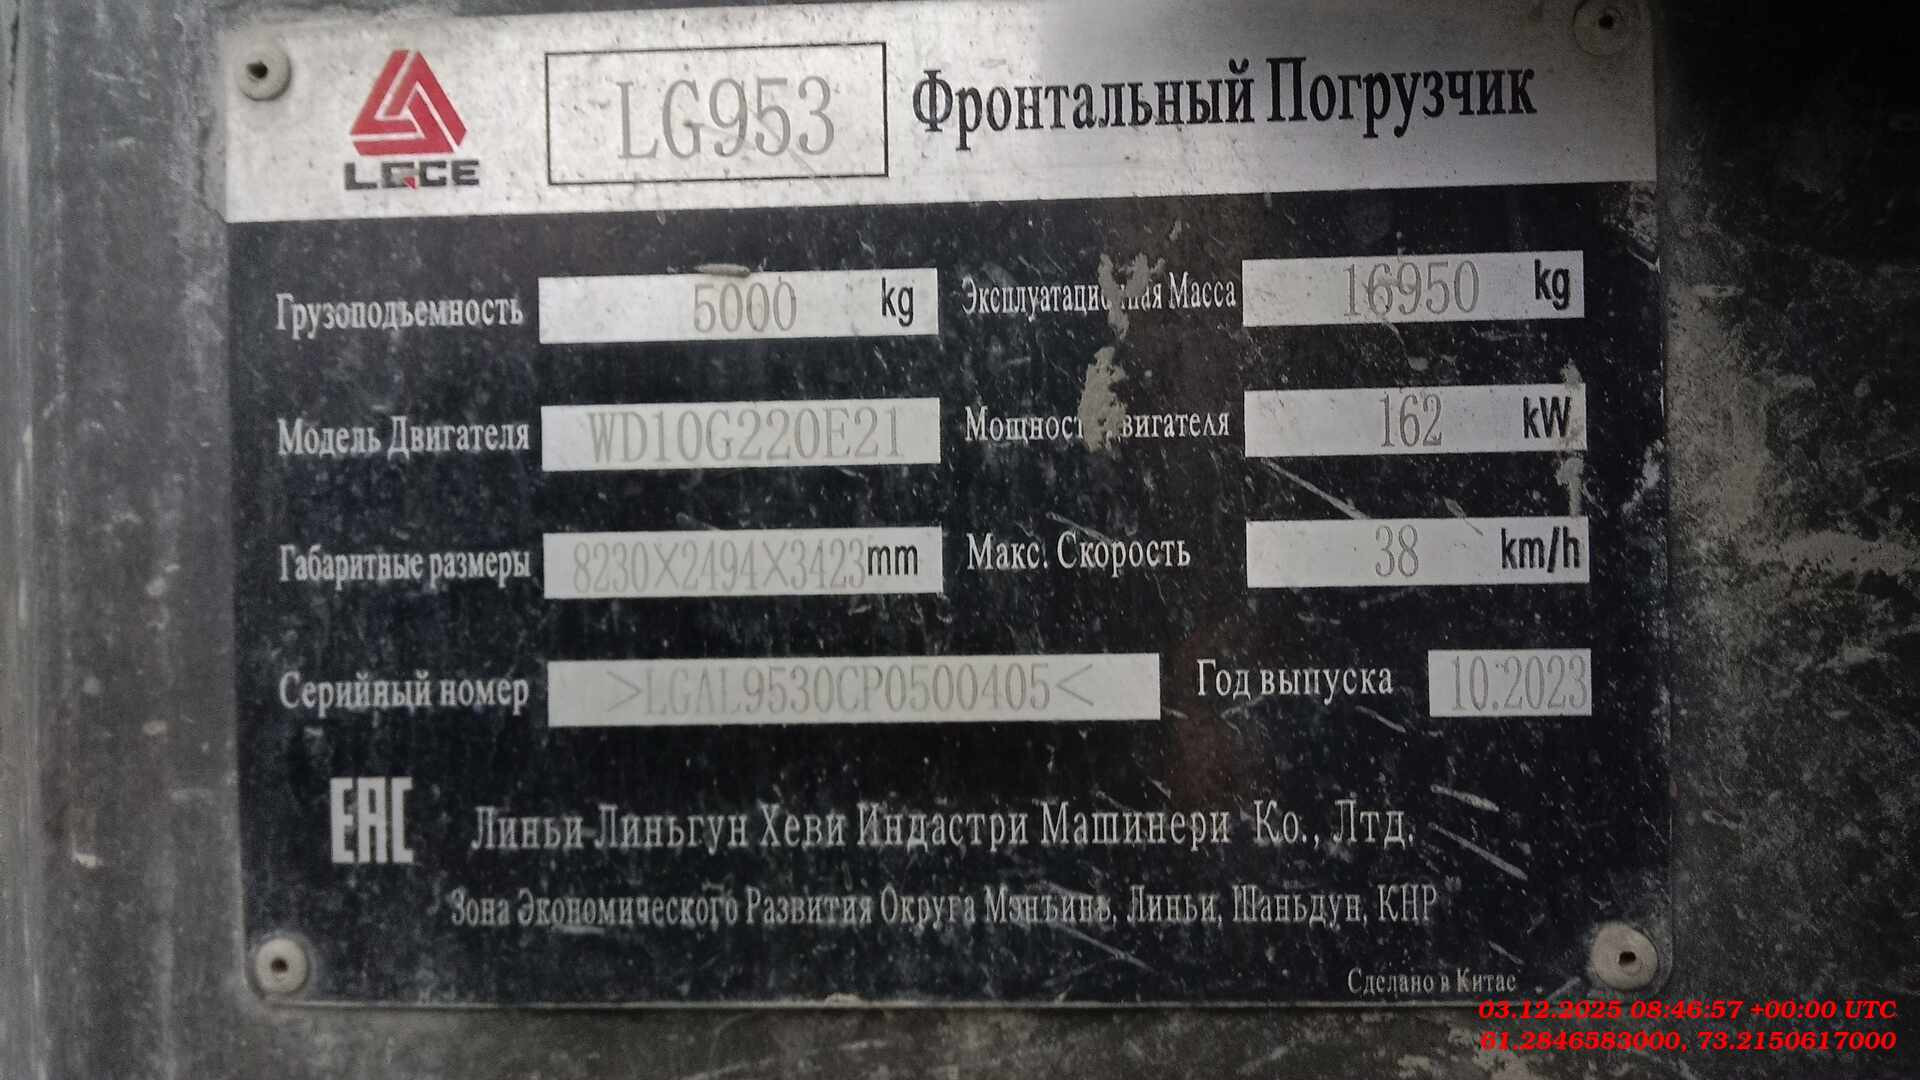 LGCE
LG953
Фронтальный Погрузчик
Грузоподъемность 5000 kg Эксплуатационная Масса 16950 kg
Модель Двигателя WD10G220E21 Мощность Двигателя 162 kW
Габаритные размеры 8230X2494X3423 mm Макс. Скорость 38 km/h
Серийный номер >LGAL9530CP0500405< Год выпуска 10.2023
EAC Линьи Линьгун Хеви Индастри Машинери Ко., Лтд.
Зона Экономического Развития Округа Мэнъинь, Линьи, Шаньдун, КНР
Сделано в Китае
03.12.2025 08:46:57 +00:00 UTC
61.2846583000, 73.2150617000